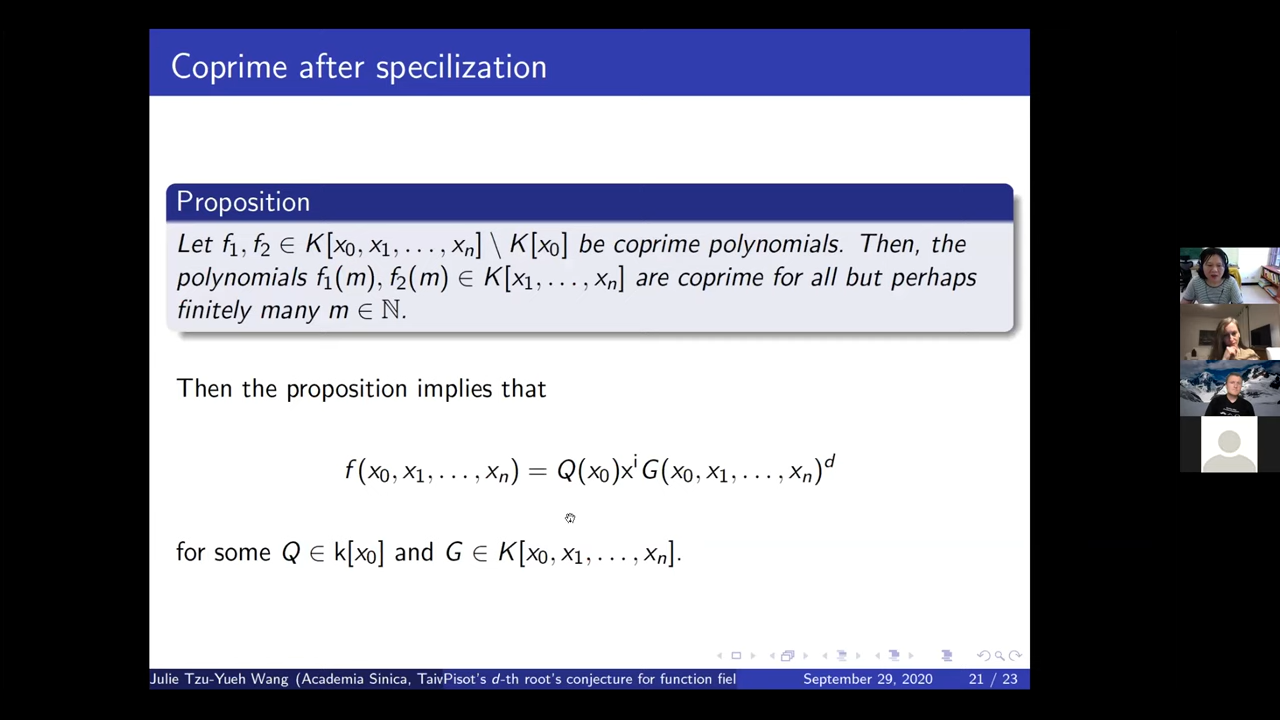 Coprime after specilization
Proposition
Let f₁, f₂ ∈ K[x₀, x₁, . . . , xₙ] \ K[x₀] be coprime polynomials. Then, the
polynomials f₁(m), f₂(m) ∈ K[x₁, . . . , xₙ] are coprime for all but perhaps
finitely many m ∈ ℕ.
Then the proposition implies that
f(x₀, x₁, . . . , xₙ) = Q(x₀)xⁱG(x₀, x₁, . . . , xₙ)ᵈ
for some Q ∈ k[x₀] and G ∈ K[x₀, x₁, . . . , xₙ].
Julie Tzu-Yueh Wang (Academia Sinica, TaivPisot's d-th root's conjecture for function fiel September 29, 2020 21 / 23